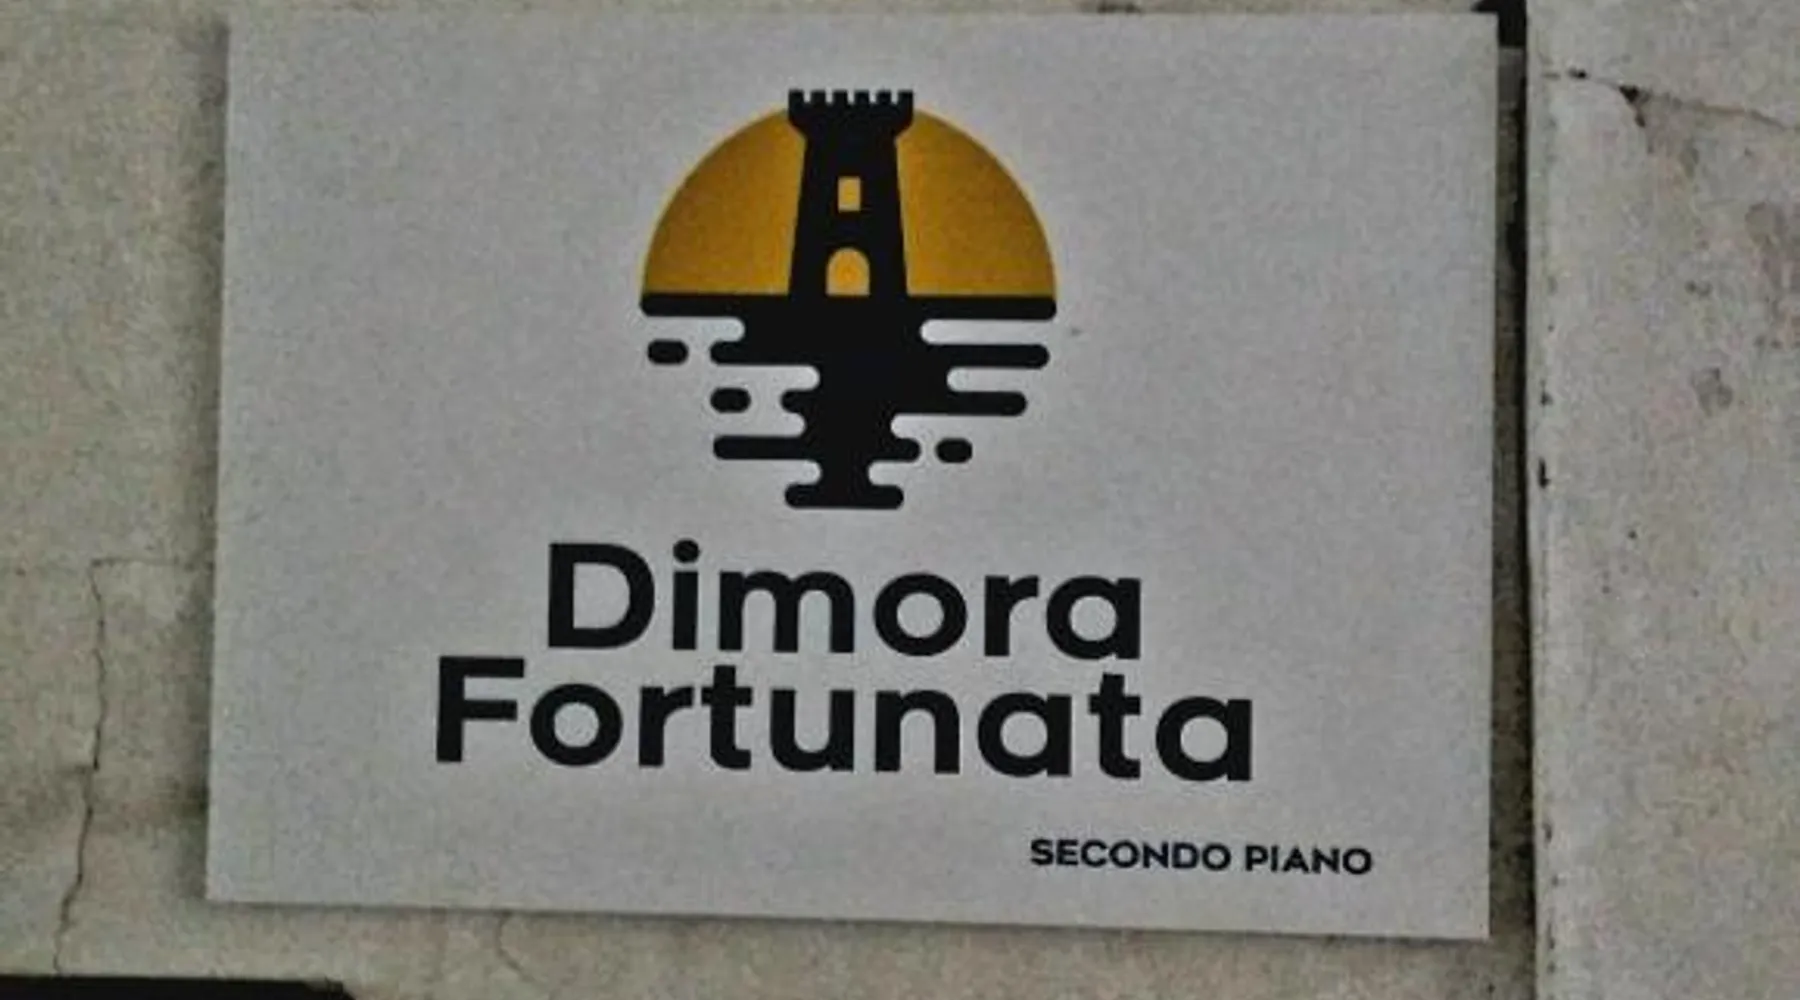 Dimora
Fortunata
SECONDO PIANO